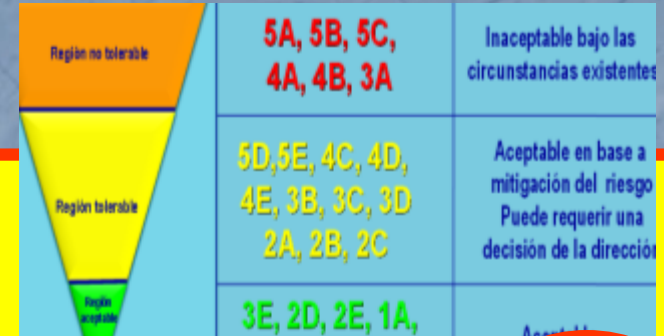 Región no tolerable
5A, 5B, 5C,
4A, 4B, 3A
Inaceptable bajo las
circunstancias existentes
Región tolerable
5D,5E, 4C, 4D,
4E, 3B, 3C, 3D
2A, 2B, 2C
Aceptable en base a
mitigación del riesgo
Puede requerir una
decisión de la dirección
Región
aceptable
3E, 2D, 2E, 1A,